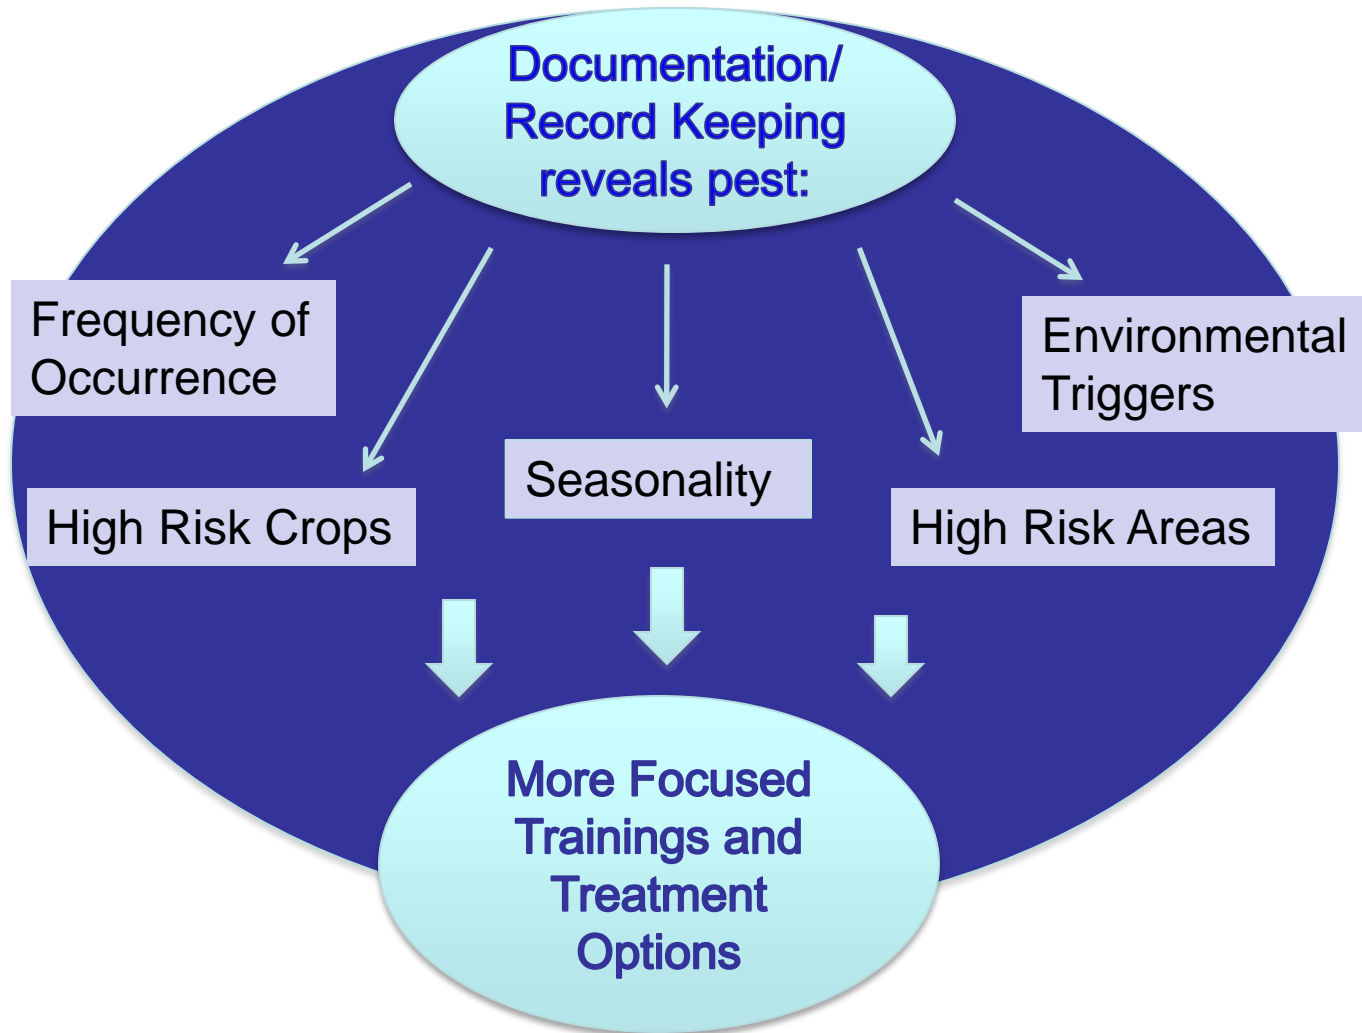 Documentation/
Record Keeping
reveals pest:
Frequency of
Occurrence
Environmental
Triggers
Seasonality
High Risk Crops
High Risk Areas
More Focused
Trainings and
Treatment
Options